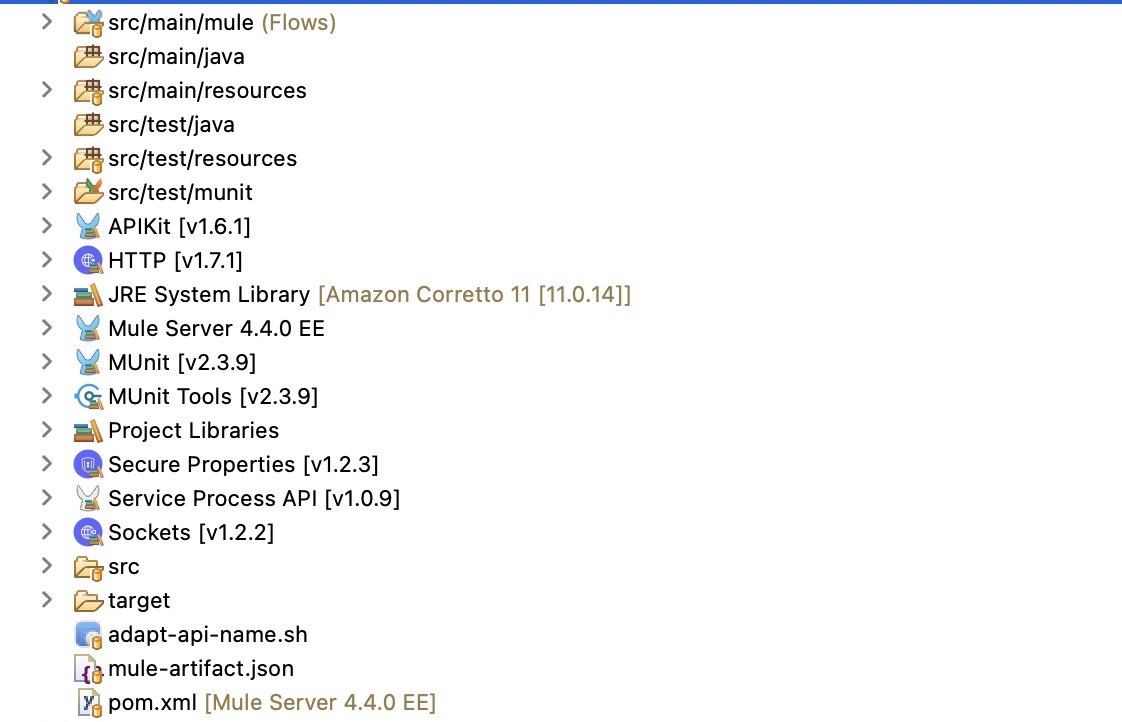 src/main/mule (Flows)
src/main/java
src/main/resources
src/test/java
src/test/resources
src/test/munit
APIKit [v1.6.1]
HTTP [v1.7.1]
JRE System Library [Amazon Corretto 11 [11.0.14]]
Mule Server 4.4.0 EE
MUnit [v2.3.9]
MUnit Tools [v2.3.9]
Project Libraries
Secure Properties [v1.2.3]
Service Process API [v1.0.9]
Sockets [v1.2.2]
src
target
adapt-api-name.sh
mule-artifact.json
pom.xml [Mule Server 4.4.0 EE]